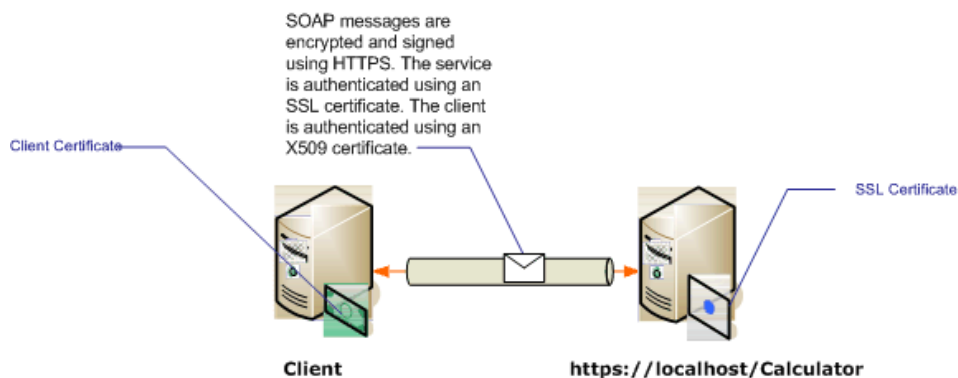 SOAP messages are
encrypted and signed
using HTTPS. The service
is authenticated using an
SSL certificate. The client
is authenticated using an
X509 certificate.
Client Certificate
SSL Certificate
Client
https://localhost/Calculator